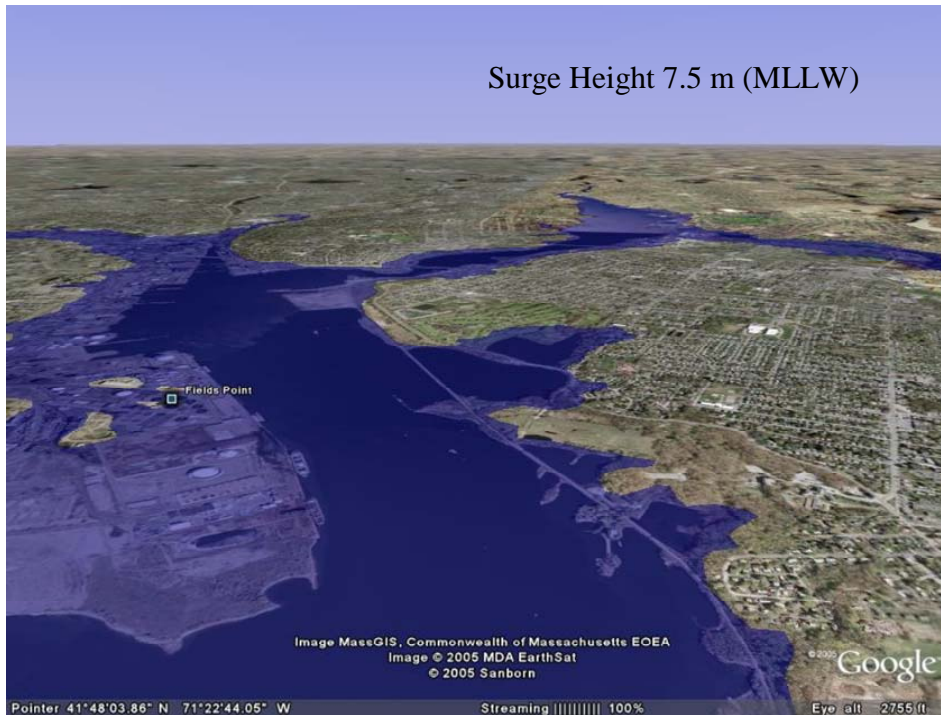 Surge Height 7.5 m (MLLW)
Fields Point
Image MassGIS, Commonwealth of Massachusetts EOEA
Image © 2005 MDA EarthSat
© 2005 Sanborn
© 2005 Google
Pointer 41°48'03.86" N 71°22'44.05" W Streaming |||||||||| 100% Eye alt 2755 ft